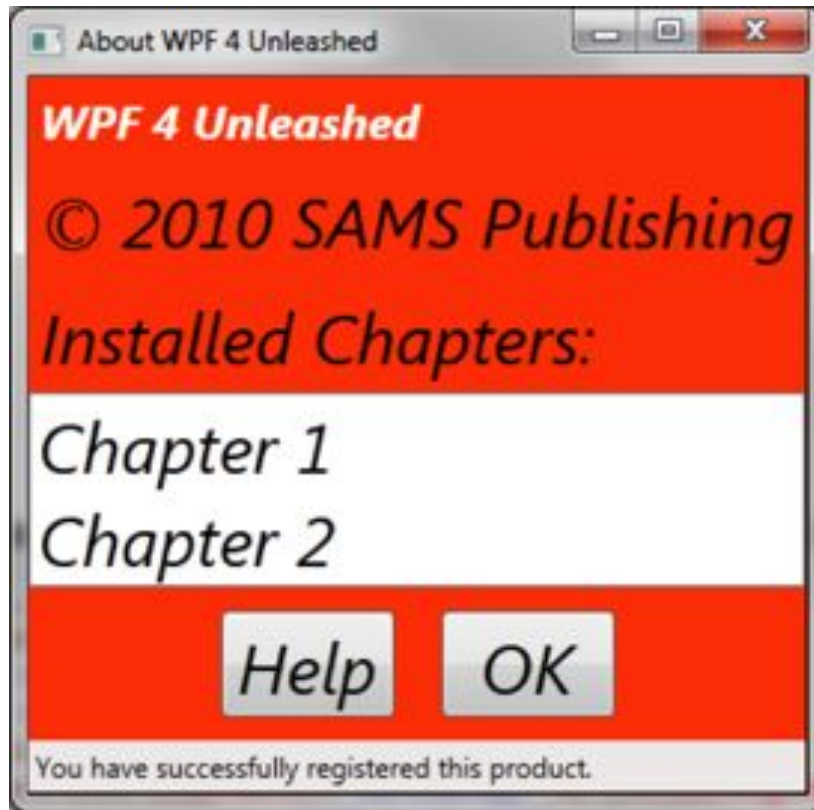 About WPF 4 Unleashed
WPF 4 Unleashed
© 2010 SAMS Publishing
Installed Chapters:
Chapter 1
Chapter 2
Help OK
You have successfully registered this product.